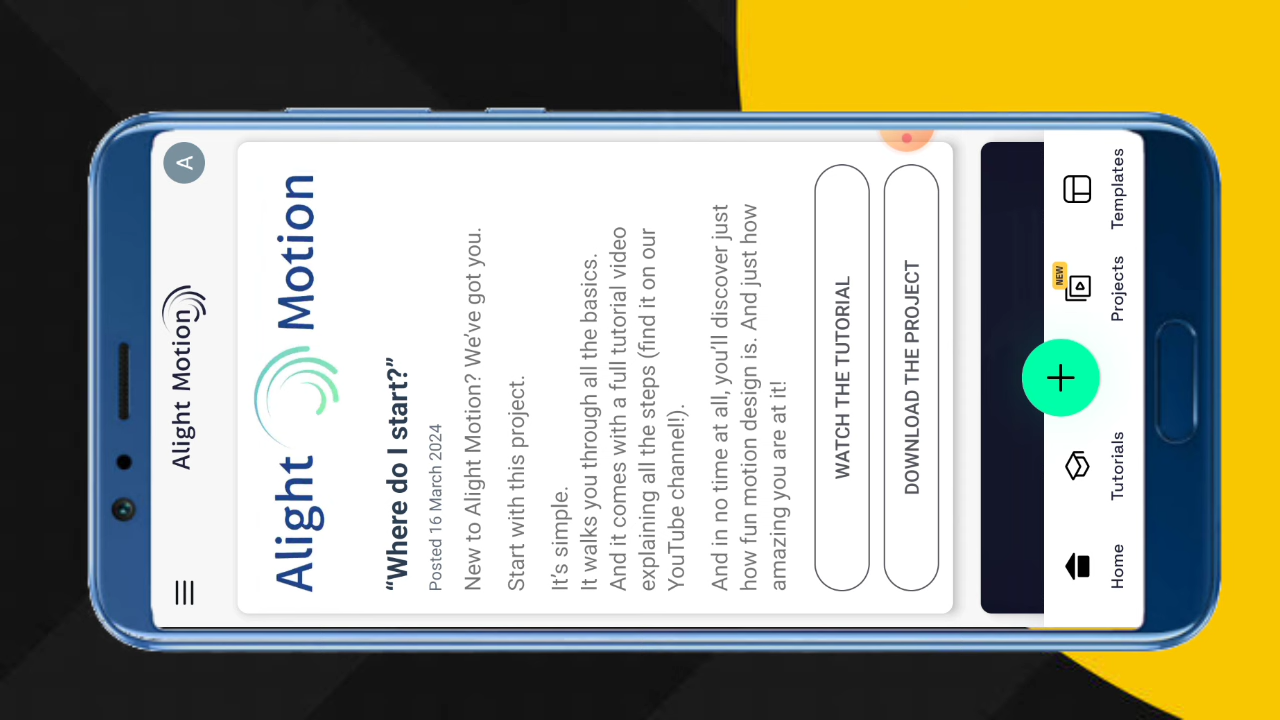 Alight Motion
A
Alight Motion
“Where do I start?”
Posted 16 March 2024
New to Alight Motion? We’ve got you.
Start with this project.
It’s simple.
It walks you through all the basics.
And it comes with a full tutorial video
explaining all the steps (find it on our
YouTube channel!).
And in no time at all, you’ll discover just
how fun motion design is. And just how
amazing you are at it!
WATCH THE TUTORIAL
DOWNLOAD THE PROJECT
NEW
Home
Tutorials
Projects
Templates